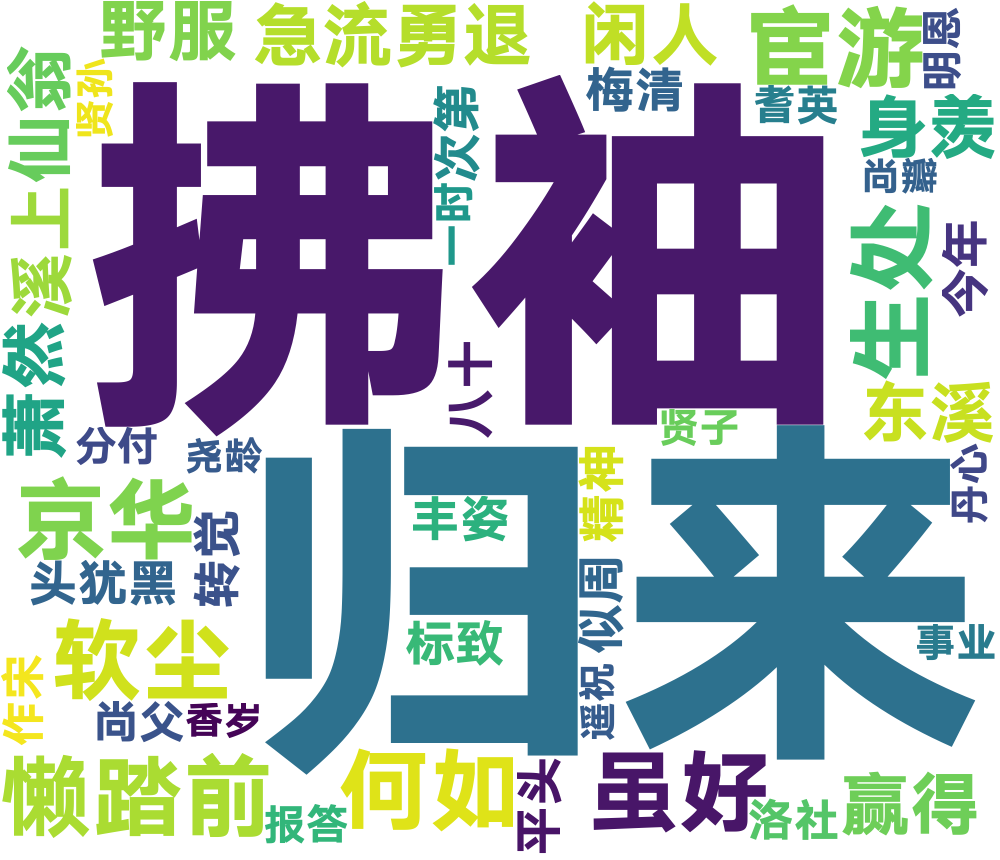 野服
急流勇退
闲人
宦游
明恩
溪上仙翁
贤孙
梅清
耆英
身羡
尚瓣
拂袖
一时次第
生处
今年
萧然
八十
东溪
贤子
分付
尧龄
归来
丹心
京华
转觉
丰姿
精神
头犹黑
似周
软尘
标致
事业
作宋
尚父
香岁
遥祝
懒踏前
何如
平头
虽好
报答
洛社
赢得